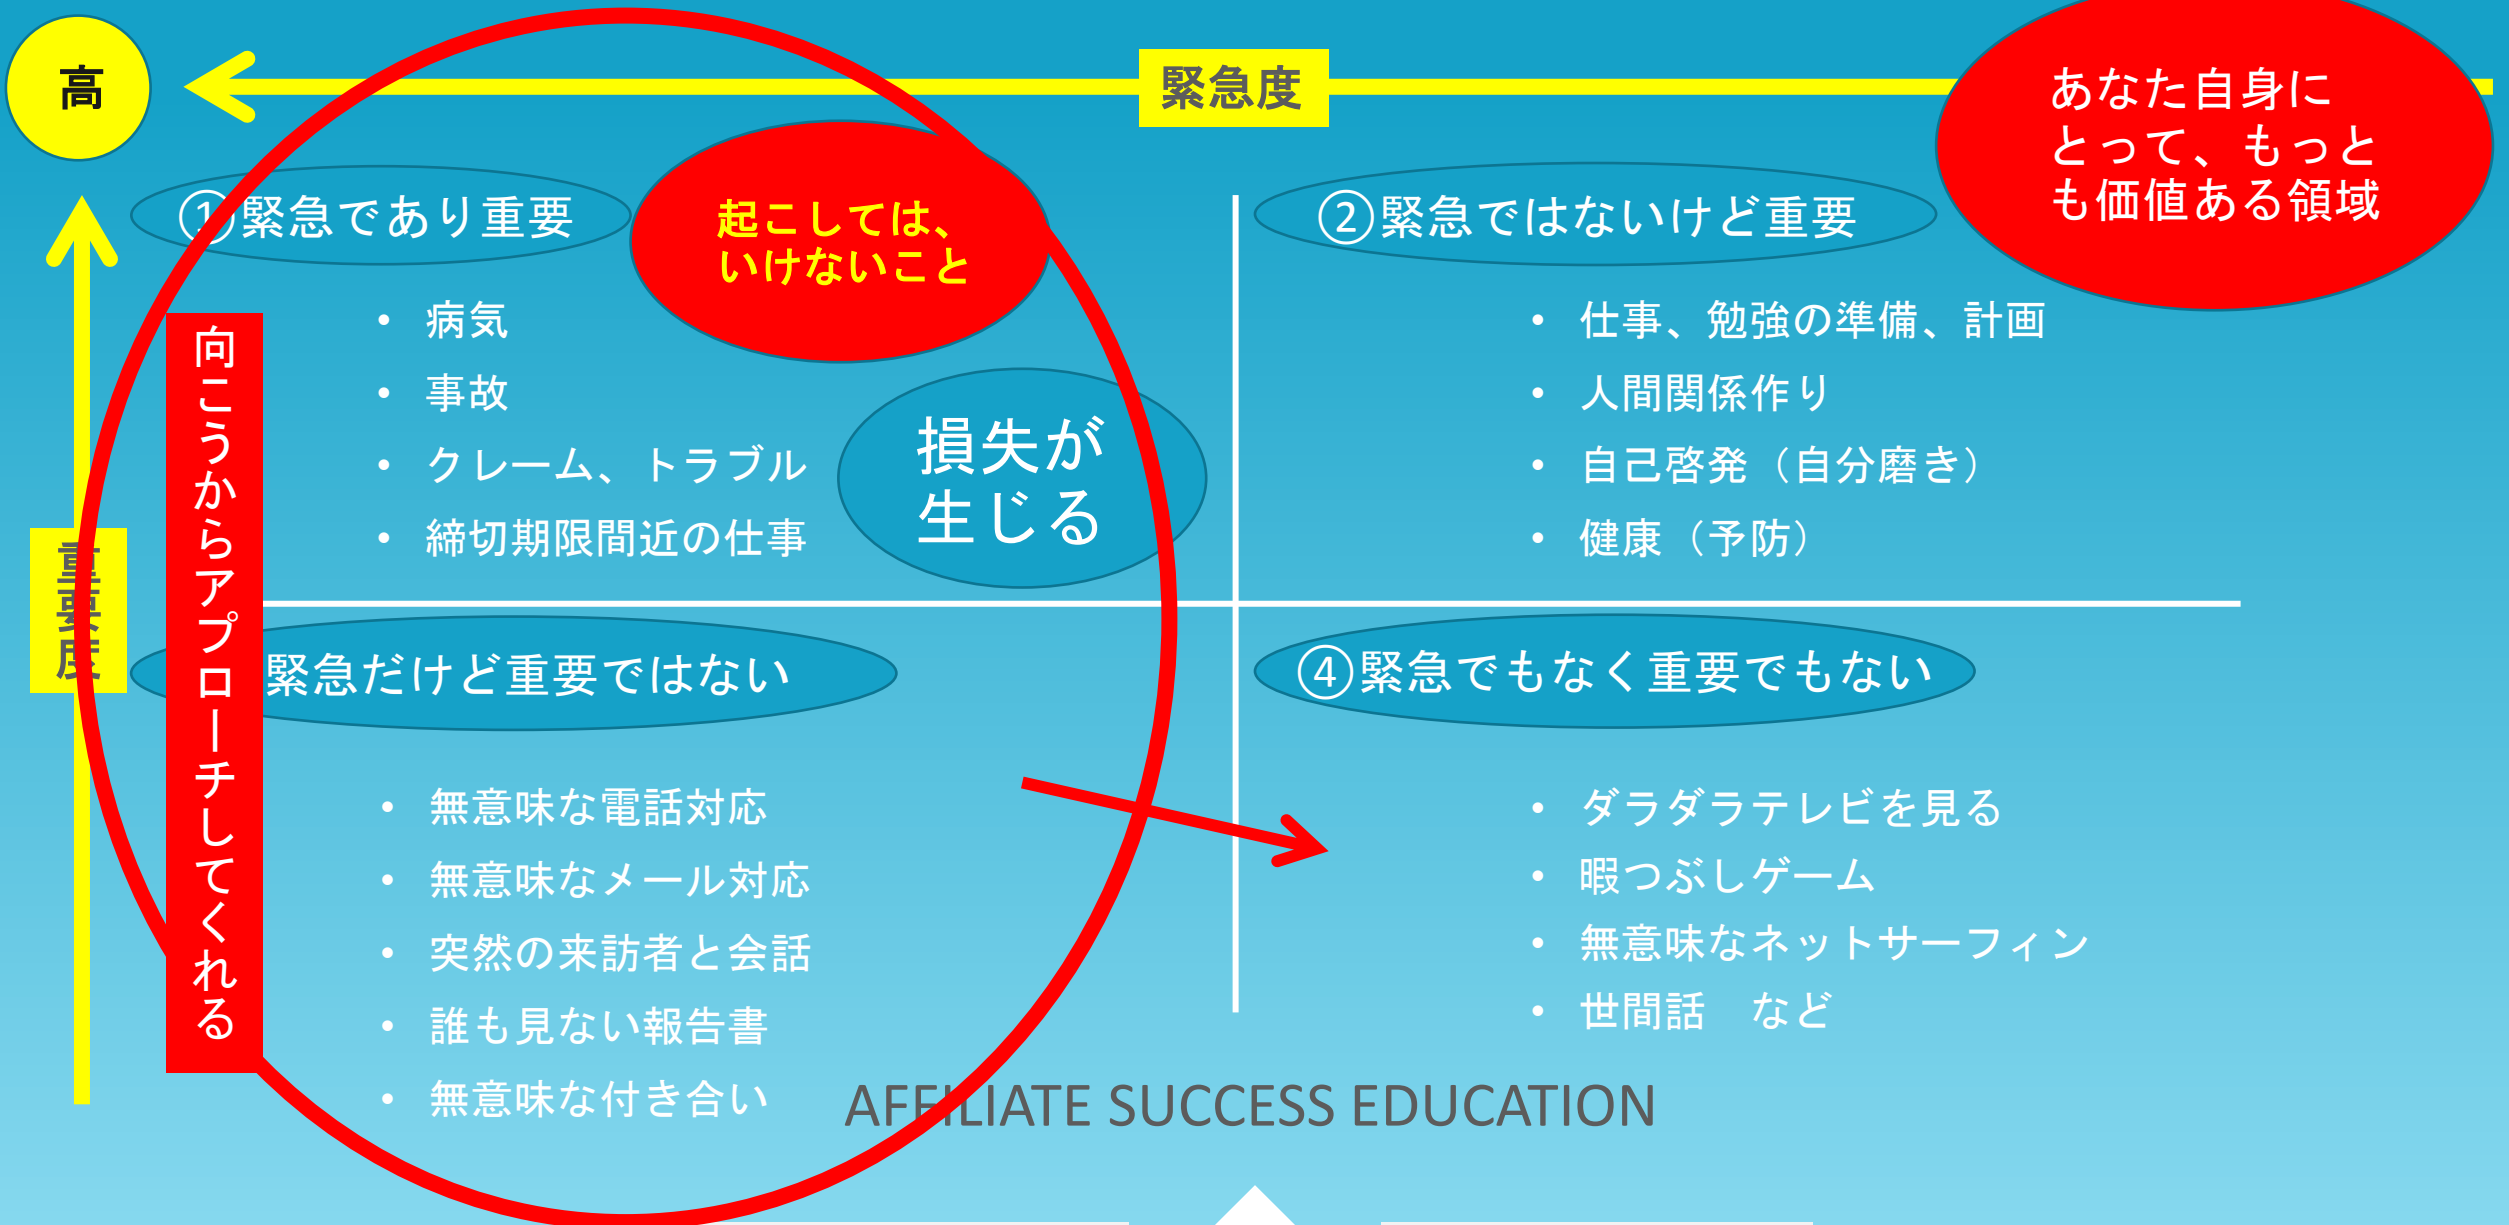 高
緊急度
あなた自身に
とって、もっと
も価値ある領域
①緊急であり重要
起こしては、
いけないこと
②緊急ではないけど重要
• 病気
• 事故
• クレーム、トラブル
• 締切期限間近の仕事
損失が
生じる
• 仕事、勉強の準備、計画
• 人間関係作り
• 自己啓発（自分磨き）
• 健康（予防）
重要度
向こうからアプローチしてくれる
緊急だけど重要ではない
④緊急でもなく重要でもない
• 無意味な電話対応
• 無意味なメール対応
• 突然の来訪者と会話
• 誰も見ない報告書
• 無意味な付き合い
• ダラダラテレビを見る
• 暇つぶしゲーム
• 無意味なネットサーフィン
• 世間話　など
AFFILIATE SUCCESS EDUCATION